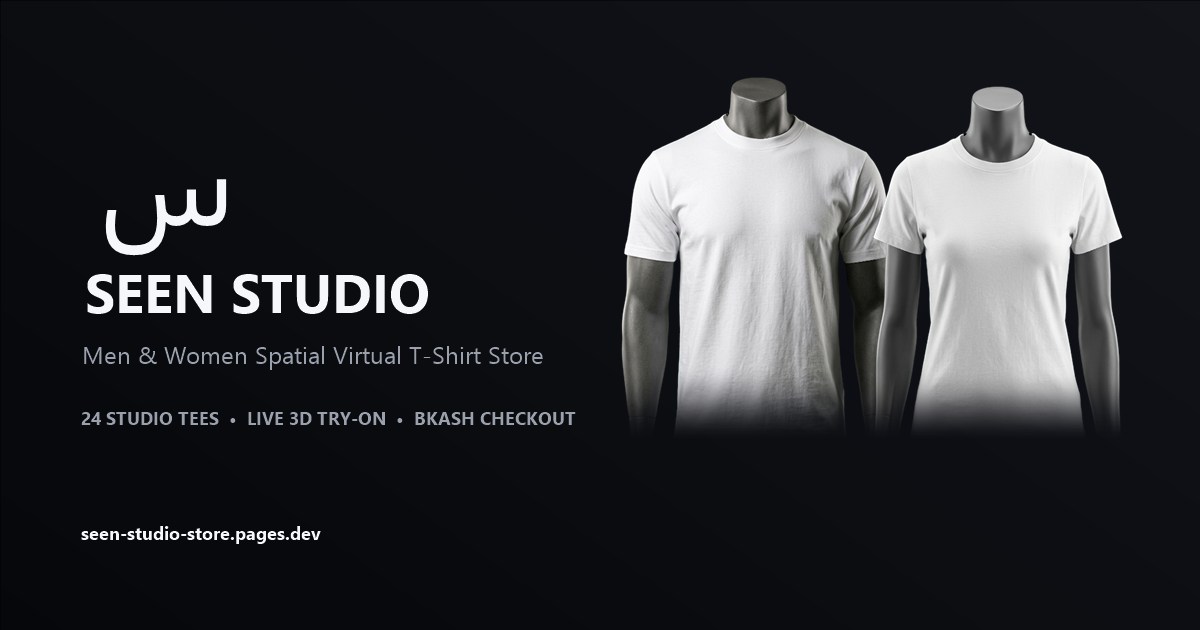 س
SEEN STUDIO
Men & Women Spatial Virtual T-Shirt Store
24 STUDIO TEES • LIVE 3D TRY-ON • BKASH CHECKOUT
seen-studio-store.pages.dev